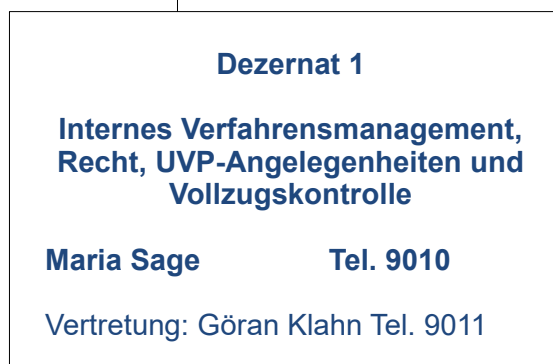 Dezernat 1
Internes Verfahrensmanagement,
Recht, UVP-Angelegenheiten und
Vollzugskontrolle
Maria Sage Tel. 9010
Vertretung: Göran Klahn Tel. 9011